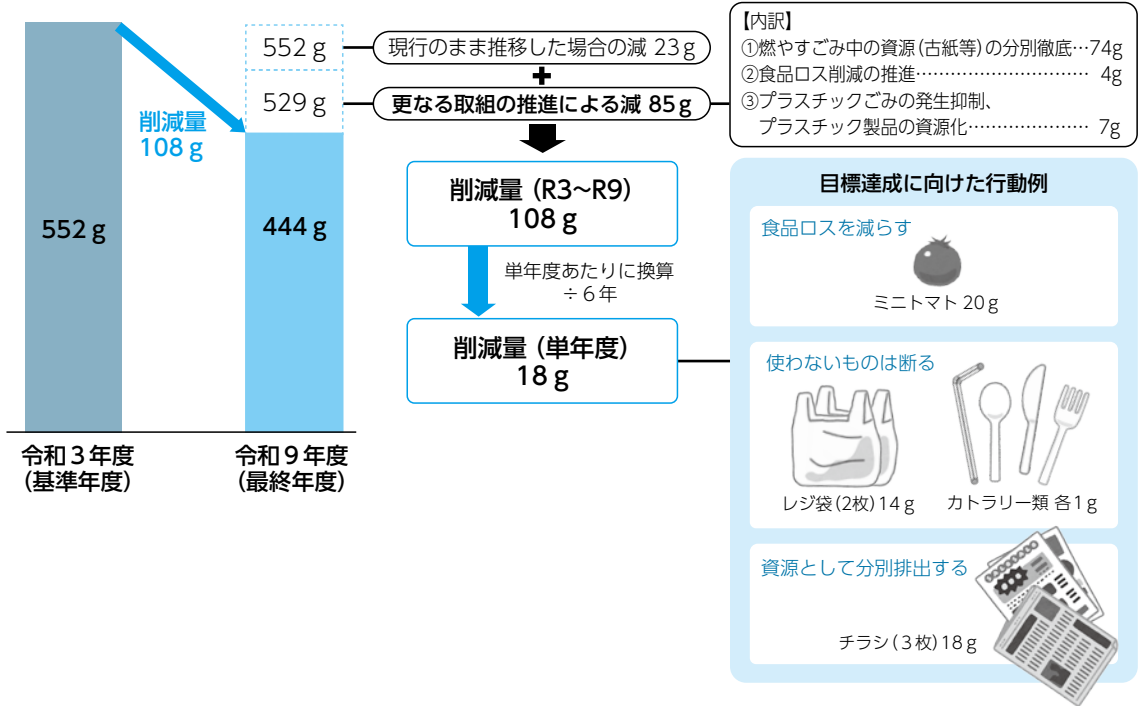 552 g
削減量
108 g
552 g
529 g
444 g
令和３年度
(基準年度)
令和９年度
(最終年度)
現行のまま推移した場合の減 23 g
+
更なる取組の推進による減 85 g
【内訳】
①燃やすごみ中の資源(古紙等)の分別徹底…74g
②食品ロス削減の推進…………………………… 4g
③プラスチックごみの発生抑制、
プラスチック製品の資源化………………… 7g
削減量 (R3〜R9)
108 g
単年度あたりに換算
÷６年
削減量 (単年度)
18 g
目標達成に向けた行動例
食品ロスを減らす
ミニトマト 20 g
使わないものは断る
レジ袋(2枚) 14 g
カトラリー類 各1 g
資源として分別排出する
チラシ(３枚) 18 g